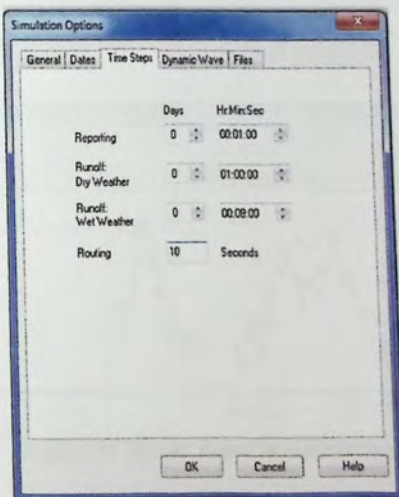 Simulation Options
General Dates Time Steps Dynamic Wave Files
Days Hr:Min:Sec
Reporting 0 00:01:00
Runoff: Dry Weather 0 01:00:00
Runoff: Wet Weather 0 00:08:00
Routing 10 Seconds
OK Cancel Help